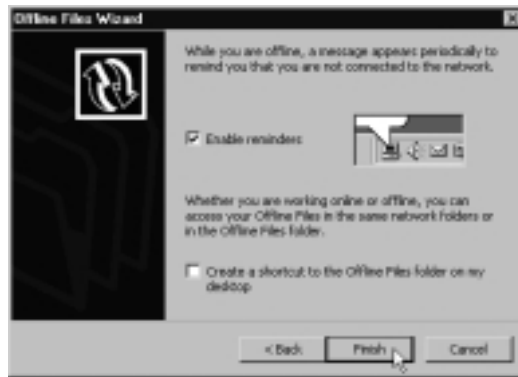 Offline Files Wizard
While you are offline, a message appears periodically to
remind you that you are not connected to the network.
Enable reminders
Whether you are working online or offline, you can
access your Offline Files in the same network folders or
in the Offline Files folder.
Create a shortcut to the Offline Files folder on my
desktop
< Back
Finish
Cancel